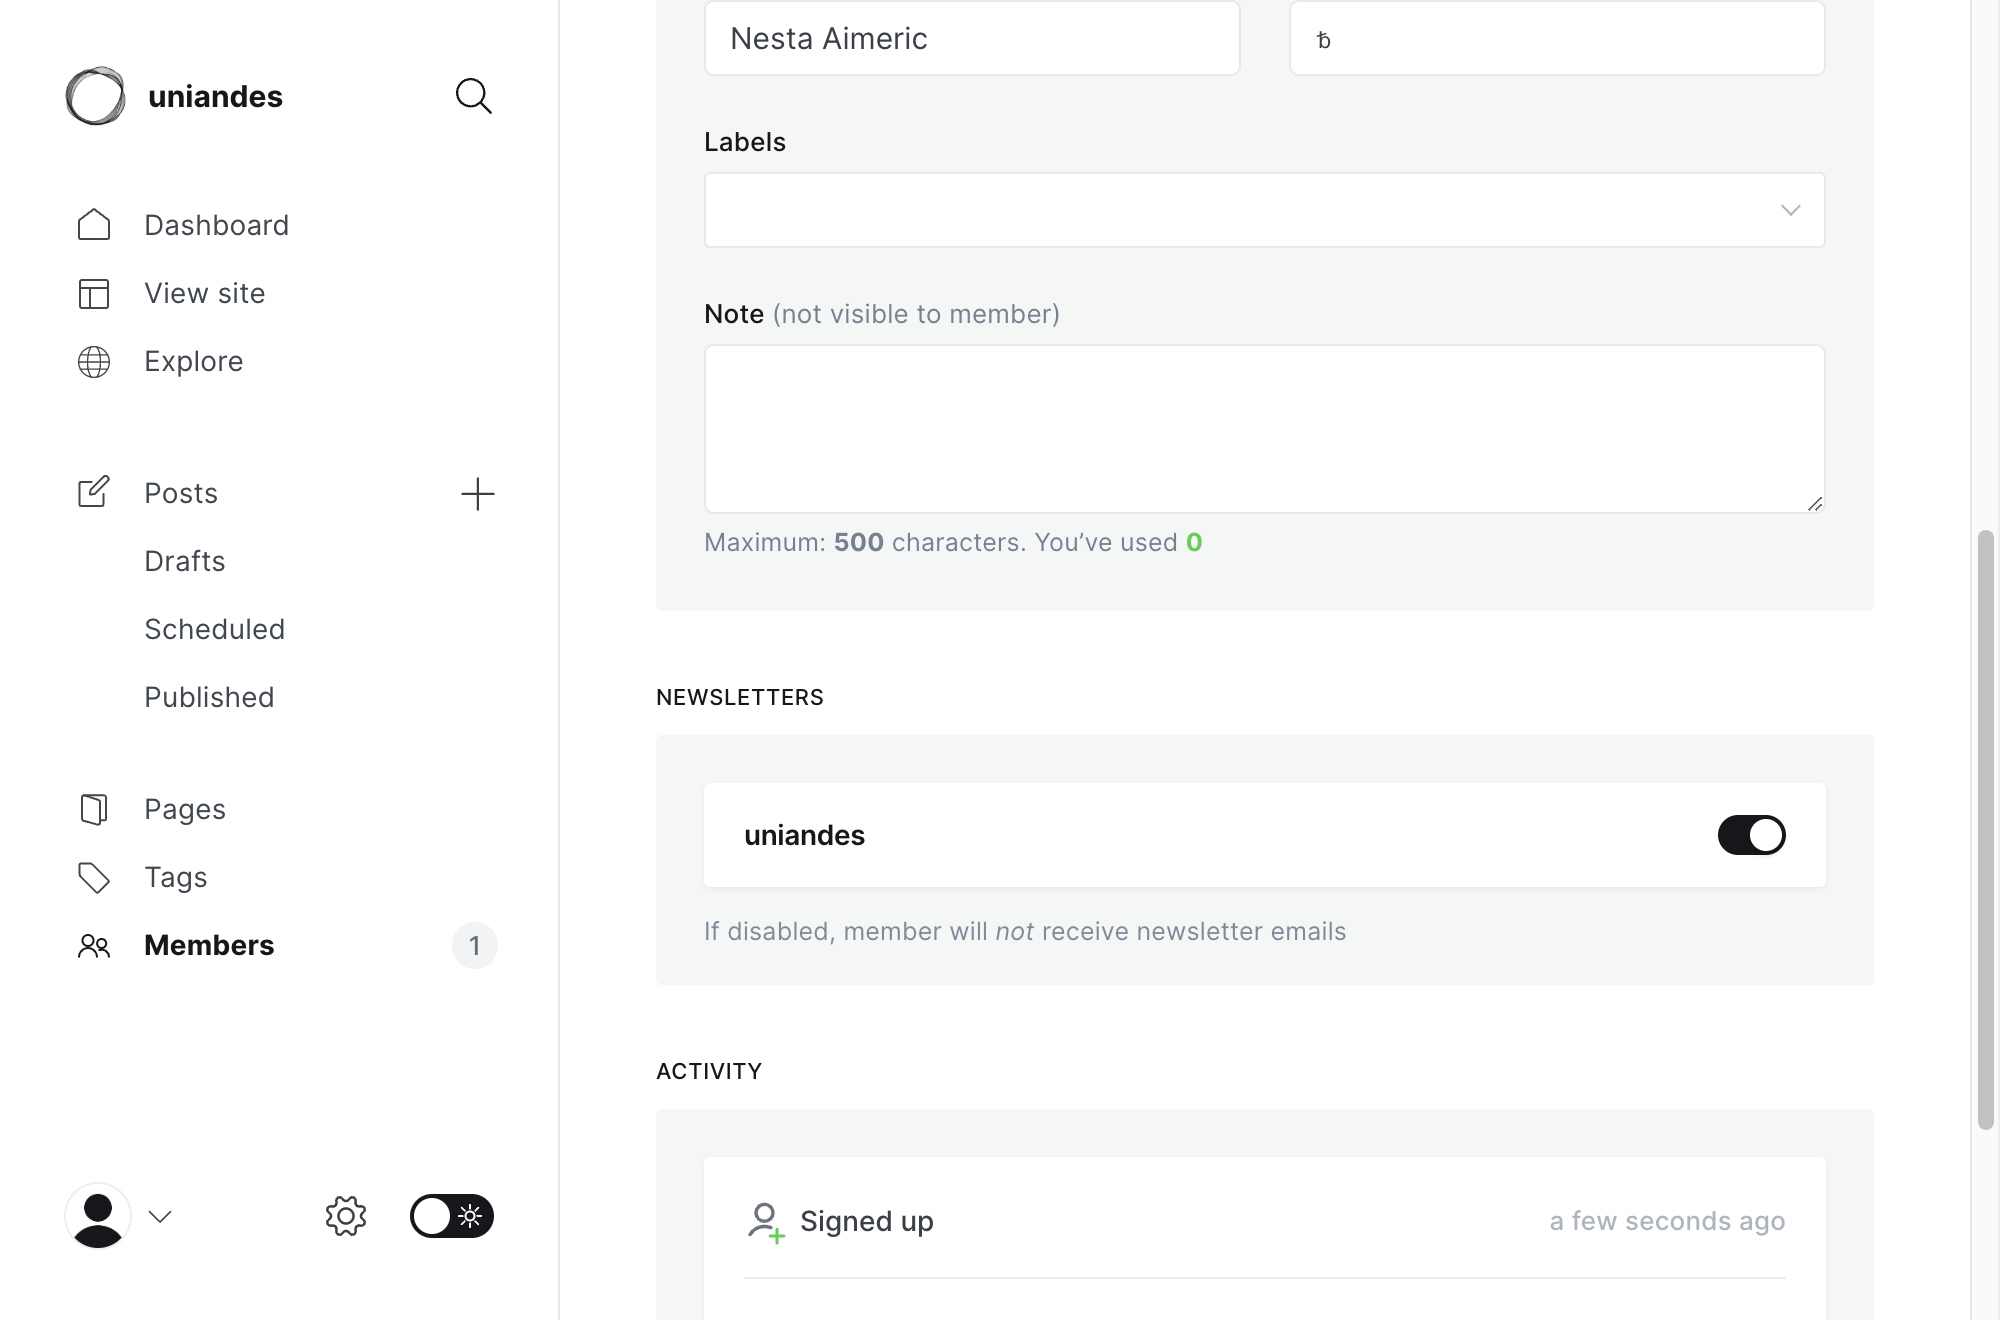 uniandes
Dashboard
View site
Explore
Posts
Drafts
Scheduled
Published
Pages
Tags
Members 1
Nesta Aimeric
ƀ
Labels
Note (not visible to member)
Maximum: 500 characters. You’ve used 0
NEWSLETTERS
uniandes
If disabled, member will not receive newsletter emails
ACTIVITY
Signed up a few seconds ago